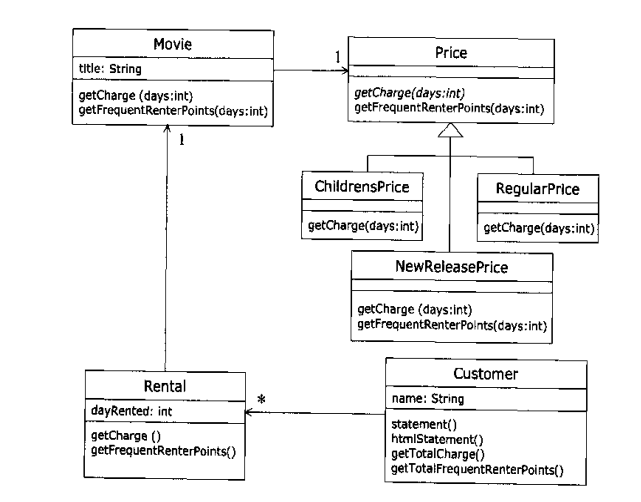 Movie
title: String
getCharge (days:int)
getFrequentRenterPoints(days:int)
1
Price
getCharge(days:int)
getFrequentRenterPoints(days:int)
1
ChildrensPrice
getCharge(days:int)
RegularPrice
getCharge(days:int)
NewReleasePrice
getCharge (days:int)
getFrequentRenterPoints(days:int)
Rental
dayRented: int
getCharge ()
getFrequentRenterPoints()
*
Customer
name: String
statement()
htmlStatement()
getTotalCharge()
getTotalFrequentRenterPoints()